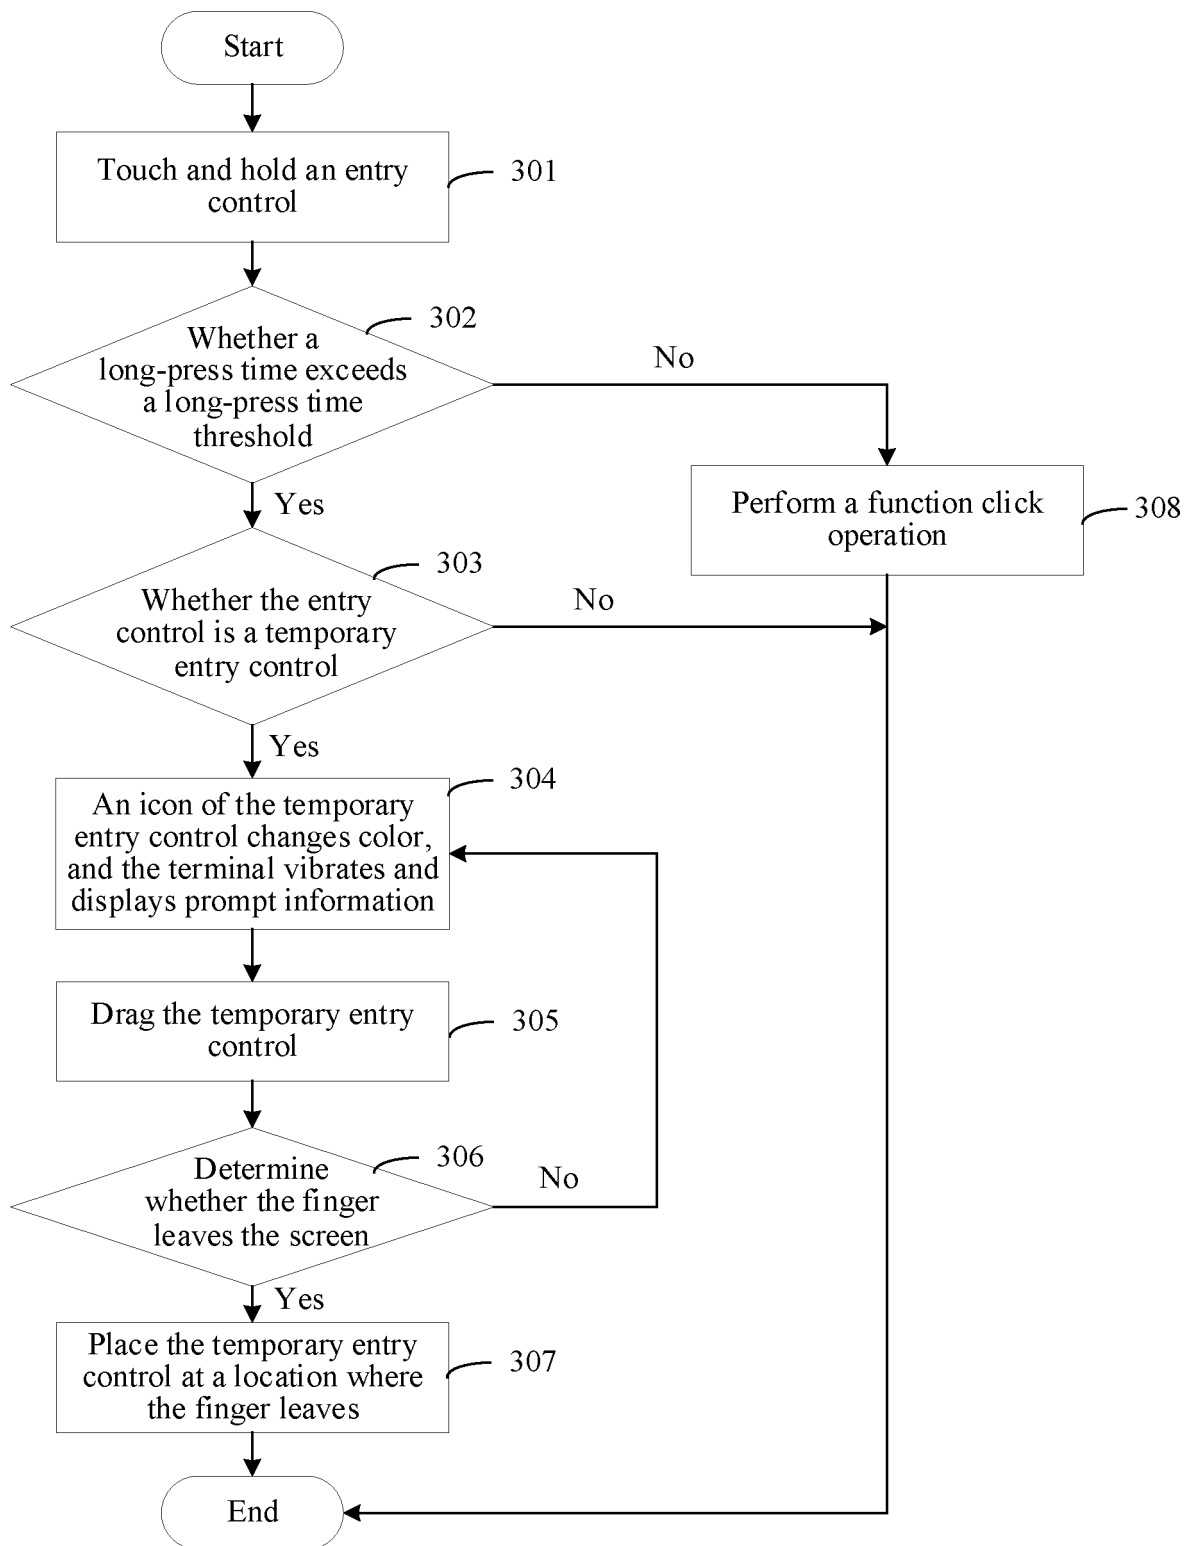 Start
Touch and hold an entry
control
301
302
Whether a
long-press time exceeds
a long-press time
threshold
No
Yes
Perform a function click
operation
308
303
Whether the entry
control is a temporary
entry control
No
Yes
304
An icon of the temporary
entry control changes color,
and the terminal vibrates and
displays prompt information
Drag the temporary entry
control
305
306
Determine
whether the finger
leaves the screen
No
Yes
Place the temporary entry
control at a location where
the finger leaves
307
End